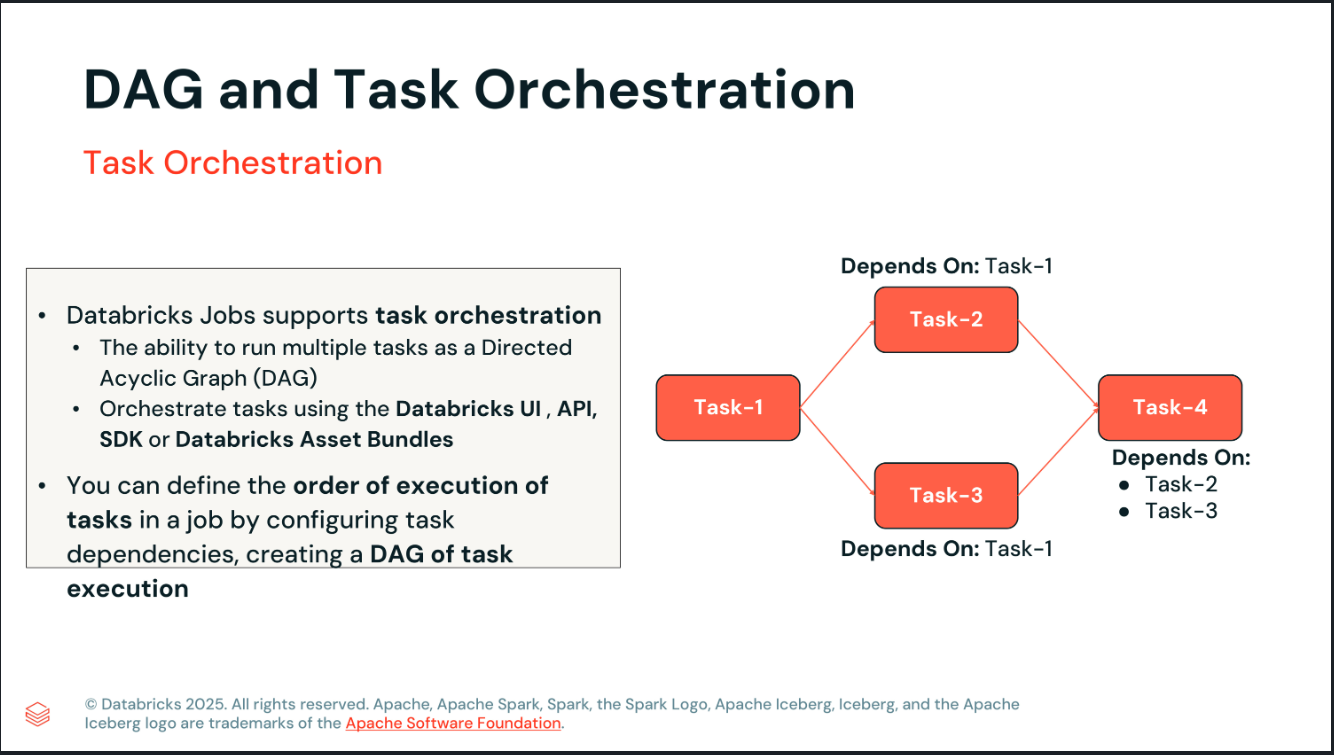 DAG and Task Orchestration
Task Orchestration
• Databricks Jobs supports task orchestration
• The ability to run multiple tasks as a Directed
Acyclic Graph (DAG)
• Orchestrate tasks using the Databricks UI , API,
SDK or Databricks Asset Bundles
• You can define the order of execution of
tasks in a job by configuring task
dependencies, creating a DAG of task
execution
Depends On: Task-1
Task-2
Task-1
Task-4
Depends On:
● Task-2
● Task-3
Task-3
Depends On: Task-1
© Databricks 2025. All rights reserved. Apache, Apache Spark, Spark, the Spark Logo, Apache Iceberg, Iceberg, and the Apache
Iceberg logo are trademarks of the Apache Software Foundation.